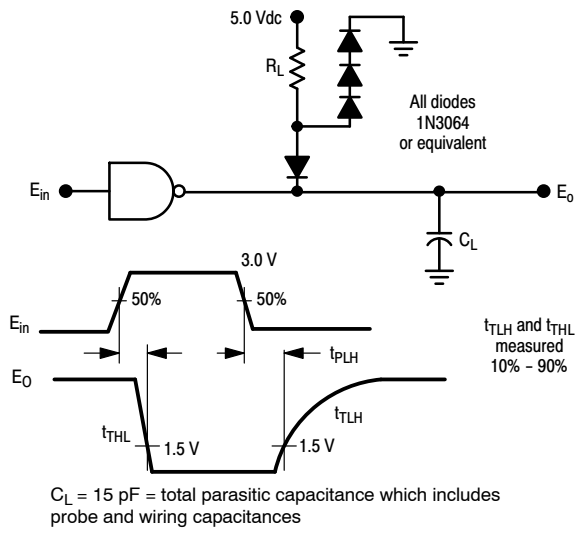 5.0 Vdc
R_L
All diodes
1N3064
or equivalent
E_in
E_o
C_L
3.0 V
50%
50%
E_in
t_PLH
t_TLH and t_THL
measured
10% - 90%
E_O
t_THL
1.5 V
t_TLH
1.5 V
C_L = 15 pF = total parasitic capacitance which includes
probe and wiring capacitances